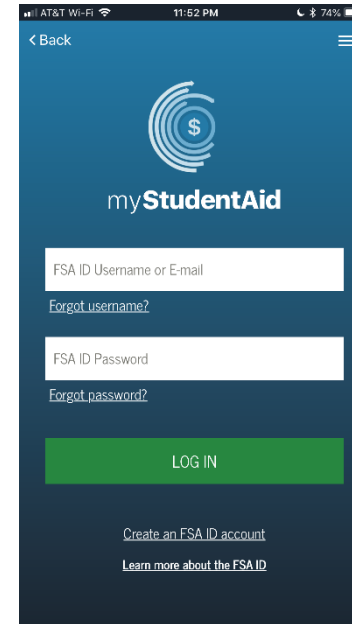 AT&T Wi-Fi 11:52 PM 74%
Back
$
myStudentAid
FSA ID Username or E-mail
Forgot username?
FSA ID Password
Forgot password?
LOG IN
Create an FSA ID account
Learn more about the FSA ID